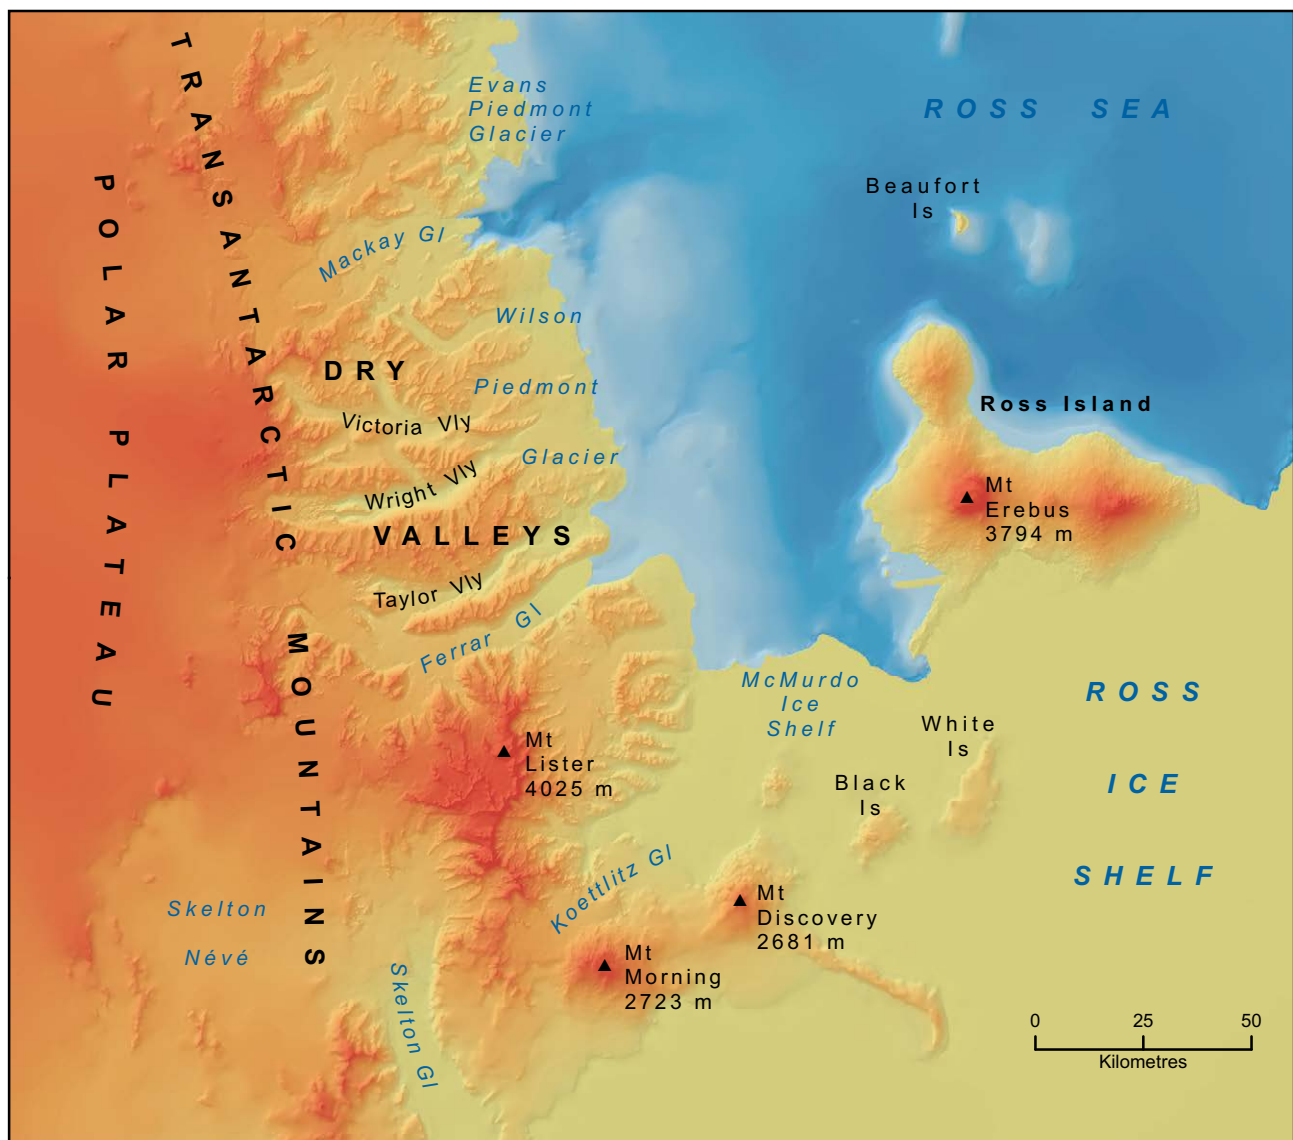 TRANSANTARCTIC
MOUNTAINS
POLAR PLATEAU
Evans
Piedmont
Glacier
ROSS SEA
Beaufort
Is
Mackay Gl
Wilson
Piedmont
Glacier
DRY
VALLEYS
Victoria Vly
Wright Vly
Taylor Vly
Ferrar Gl
Ross Island
Mt
Erebus
3794 m
McMurdo
Ice
Shelf
White
Is
Black
Is
ROSS
ICE
SHELF
Mt
Lister
4025 m
Koettlitz Gl
Mt
Discovery
2681 m
Mt
Morning
2723 m
Skelton
Névé
Skelton Gl
0 25 50
Kilometres